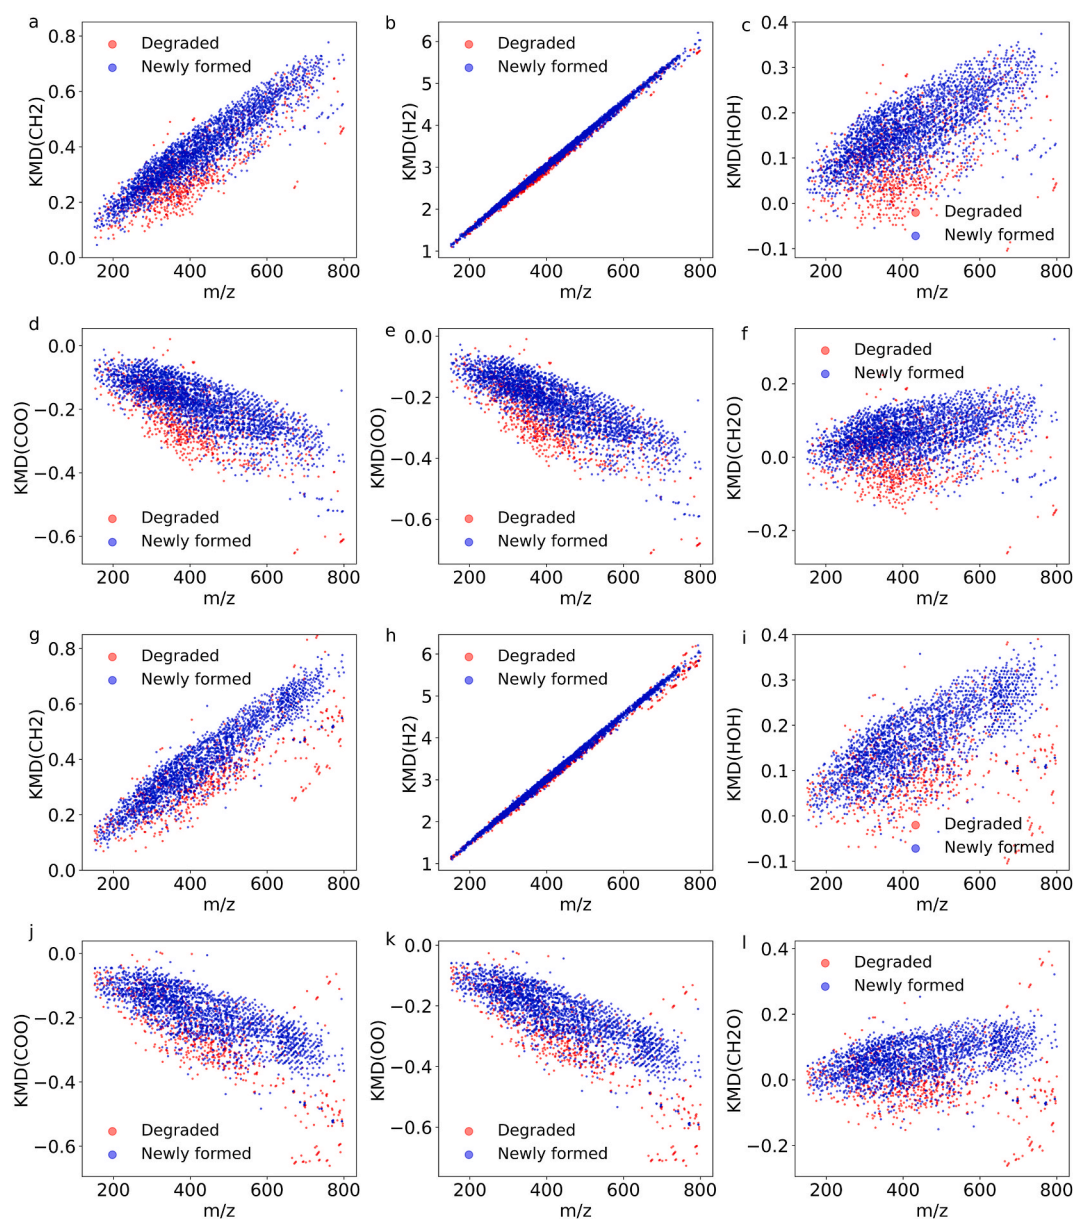 a
0.8
0.6
0.4
0.2
0.0
KMD(CH2)
Degraded
Newly formed
200 400 600 800
m/z
b
6
5
4
3
2
1
KMD(H2)
Degraded
Newly formed
200 400 600 800
m/z
c
0.4
0.3
0.2
0.1
0.0
−0.1
KMD(HOH)
Degraded
Newly formed
200 400 600 800
m/z
d
0.0
−0.2
−0.4
−0.6
KMD(COO)
Degraded
Newly formed
200 400 600 800
m/z
e
−0.0
−0.2
−0.4
−0.6
KMD(OO)
Degraded
Newly formed
200 400 600 800
m/z
f
0.2
0.0
−0.2
KMD(CH2O)
Degraded
Newly formed
200 400 600 800
m/z
g
0.8
0.6
0.4
0.2
0.0
KMD(CH2)
Degraded
Newly formed
200 400 600 800
m/z
h
6
5
4
3
2
1
KMD(H2)
Degraded
Newly formed
200 400 600 800
m/z
i
0.4
0.3
0.2
0.1
0.0
−0.1
KMD(HOH)
Degraded
Newly formed
200 400 600 800
m/z
j
0.0
−0.2
−0.4
−0.6
KMD(COO)
Degraded
Newly formed
200 400 600 800
m/z
k
0.0
−0.2
−0.4
−0.6
KMD(OO)
Degraded
Newly formed
200 400 600 800
m/z
l
0.4
0.2
0.0
−0.2
KMD(CH2O)
Degraded
Newly formed
200 400 600 800
m/z